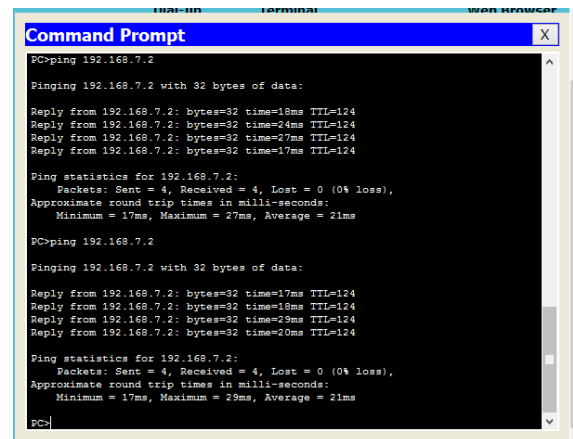 Dial-up Terminal Web Browser
Command Prompt X
PC>ping 192.168.7.2
Pinging 192.168.7.2 with 32 bytes of data:
Reply from 192.168.7.2: bytes=32 time=18ms TTL=124
Reply from 192.168.7.2: bytes=32 time=24ms TTL=124
Reply from 192.168.7.2: bytes=32 time=27ms TTL=124
Reply from 192.168.7.2: bytes=32 time=17ms TTL=124
Ping statistics for 192.168.7.2:
Packets: Sent = 4, Received = 4, Lost = 0 (0% loss),
Approximate round trip times in milli-seconds:
Minimum = 17ms, Maximum = 27ms, Average = 21ms
PC>ping 192.168.7.2
Pinging 192.168.7.2 with 32 bytes of data:
Reply from 192.168.7.2: bytes=32 time=17ms TTL=124
Reply from 192.168.7.2: bytes=32 time=18ms TTL=124
Reply from 192.168.7.2: bytes=32 time=29ms TTL=124
Reply from 192.168.7.2: bytes=32 time=20ms TTL=124
Ping statistics for 192.168.7.2:
Packets: Sent = 4, Received = 4, Lost = 0 (0% loss),
Approximate round trip times in milli-seconds:
Minimum = 17ms, Maximum = 29ms, Average = 21ms
PC>